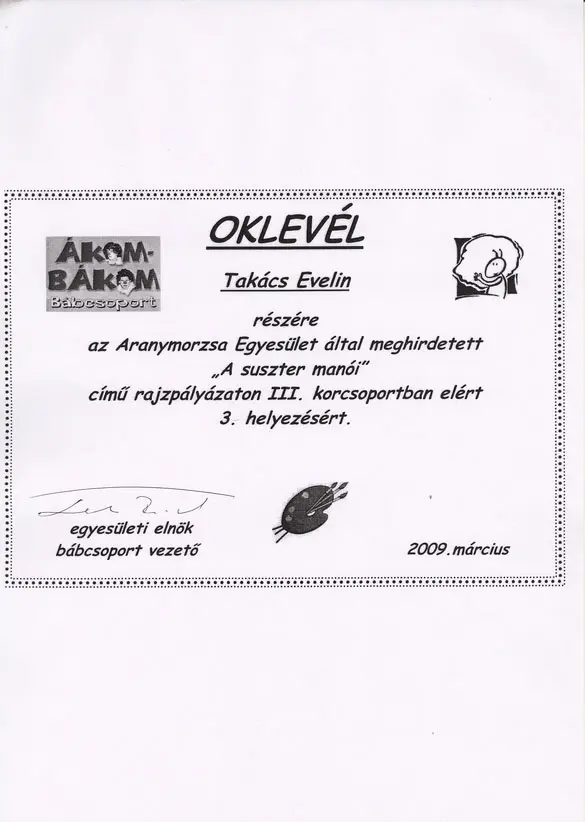 OKLEVÉL
ÁKOM-
BÁKOM
Bábcsoport
Takács Evelin
részére
az Aranymorzsa Egyesület által meghirdetett
„A suszter manói”
című rajzpályázaton III. korcsoportban elért
3. helyezésért.
egyesületi elnök
bábcsoport vezető
2009.március